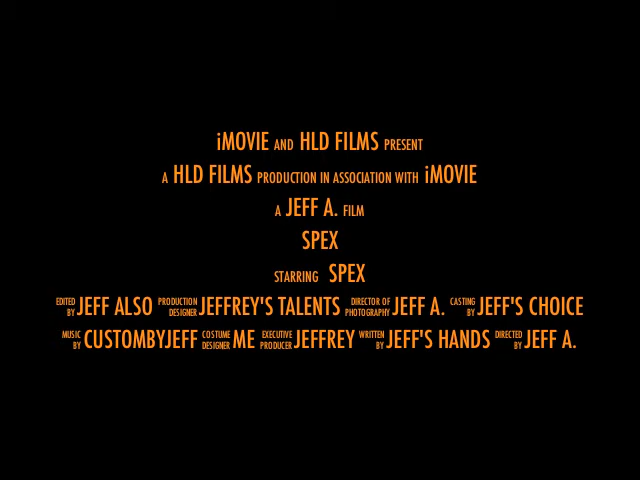 iMOVIE AND HLD FILMS PRESENT
A HLD FILMS PRODUCTION IN ASSOCIATION WITH iMOVIE
A JEFF A. FILM
SPEX
STARRING SPEX
EDITED BY JEFF ALSO PRODUCTION DESIGNER JEFFREY'S TALENTS DIRECTOR OF PHOTOGRAPHY JEFF A. CASTING BY JEFF'S CHOICE
MUSIC BY CUSTOMBYJEFF COSTUME DESIGNER ME EXECUTIVE PRODUCER JEFFREY WRITTEN BY JEFF'S HANDS DIRECTED BY JEFF A.